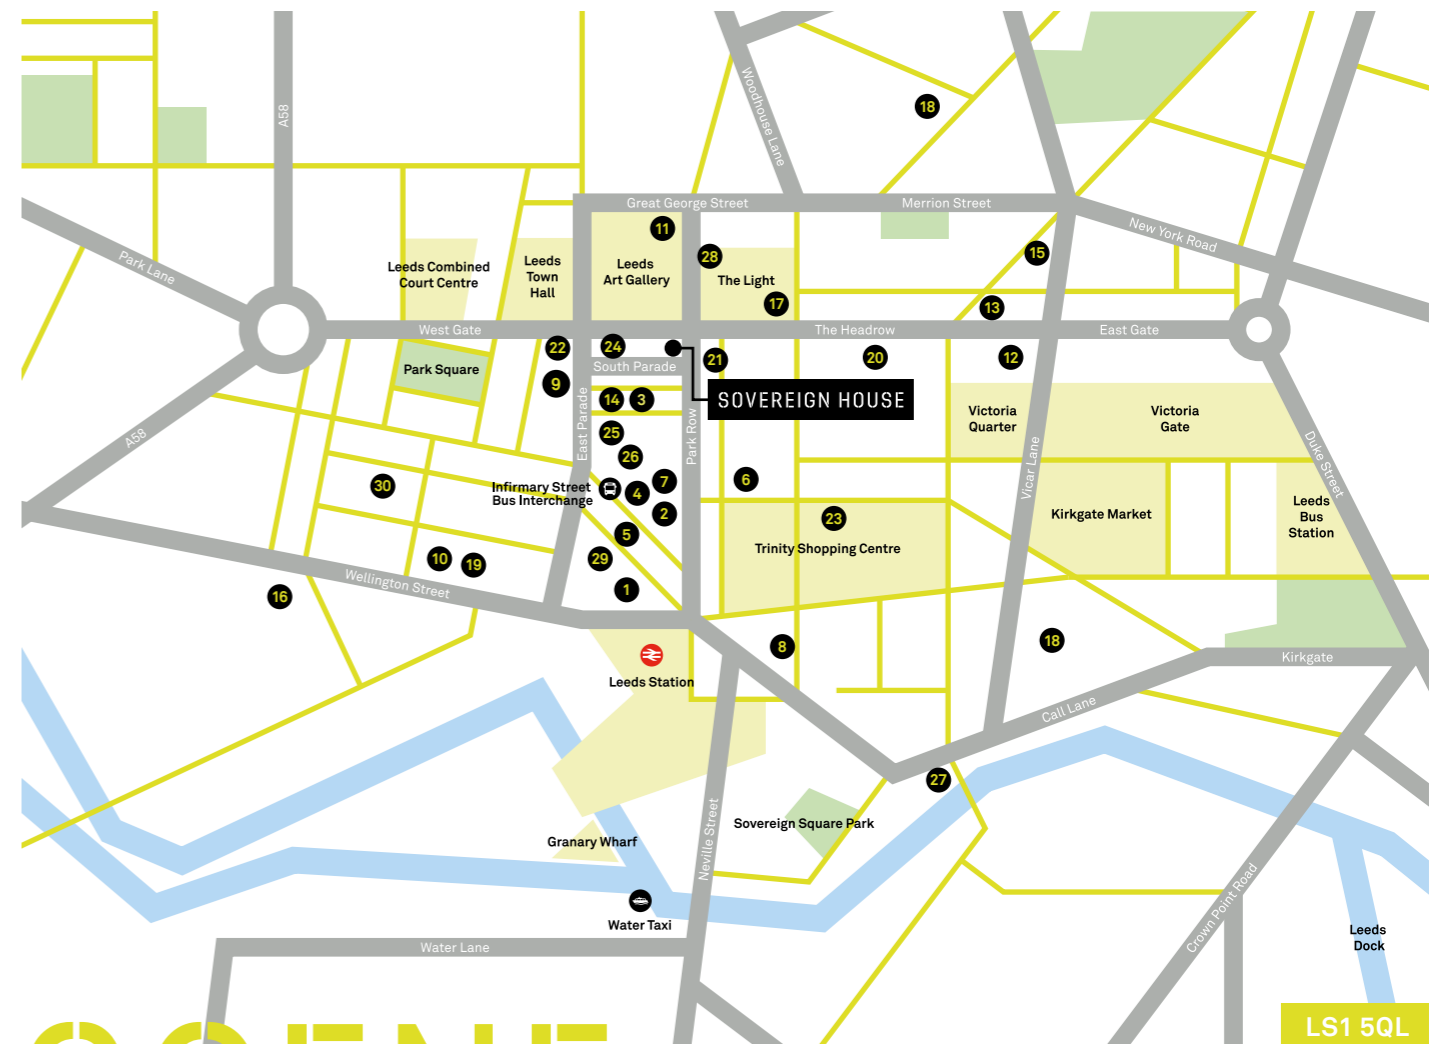 A58
Woodhouse Lane
18
Great George Street
Merrion Street
New York Road
Park Lane
11
28
15
Leeds Combined
Court Centre
Leeds
Town
Hall
Leeds
Art Gallery
The Light
17
13
West Gate
The Headrow
East Gate
22
24
21
20
12
South Parade
Park Square
9
14
3
SOVEREIGN HOUSE
Victoria
Quarter
Victoria
Gate
East Parade
Park Row
25
26
A58
Vicar Lane
Duke Street
30
Infirmary Street
Bus Interchange
4
7
6
2
23
Kirkgate Market
Leeds
Bus
Station
5
Trinity Shopping Centre
29
10
19
1
16
Wellington Street
8
18
Kirkgate
Leeds Station
Call Lane
27
Neville Street
Sovereign Square Park
Granary Wharf
Water Taxi
Crown Point Road
Leeds
Dock
Water Lane
LS1 5QL